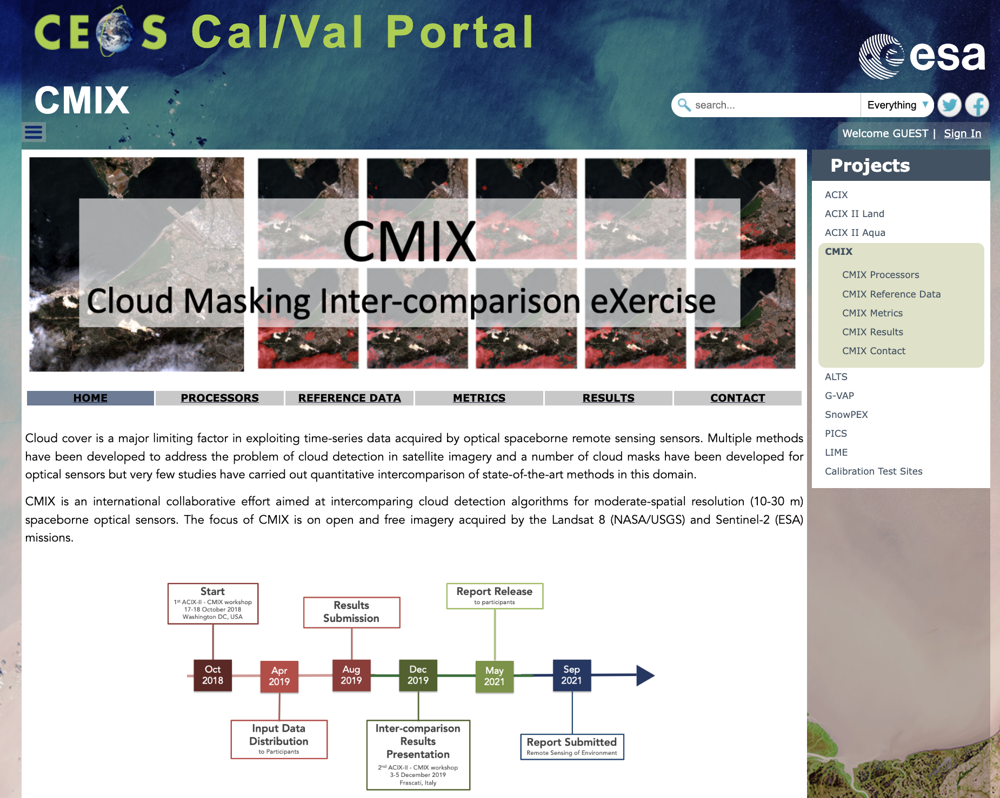 CEOS Cal/Val Portal
esa
CMIX
search...
Everything
Welcome GUEST | Sign In
CMIX
Cloud Masking Inter-comparison eXercise
HOME
PROCESSORS
REFERENCE DATA
METRICS
RESULTS
CONTACT
Cloud cover is a major limiting factor in exploiting time-series data acquired by optical spaceborne remote sensing sensors. Multiple methods
have been developed to address the problem of cloud detection in satellite imagery and a number of cloud masks have been developed for
optical sensors but very few studies have carried out quantitative intercomparison of state-of-the-art methods in this domain.
CMIX is an international collaborative effort aimed at intercomparing cloud detection algorithms for moderate-spatial resolution (10-30 m)
spaceborne optical sensors. The focus of CMIX is on open and free imagery acquired by the Landsat 8 (NASA/USGS) and Sentinel-2 (ESA)
missions.
Start
1st ACIX-II - CMIX workshop
17-18 October 2018
Washington DC, USA
Results
Submission
Report Release
to participants
Oct
2018
Apr
2019
Aug
2019
Dec
2019
May
2021
Sep
2021
Input Data
Distribution
to Participants
Inter-comparison
Results
Presentation
2nd ACIX-II - CMIX workshop
3-5 December 2019
Frascati, Italy
Report Submitted
Remote Sensing of Environment
Projects
ACIX
ACIX II Land
ACIX II Aqua
CMIX
CMIX Processors
CMIX Reference Data
CMIX Metrics
CMIX Results
CMIX Contact
ALTS
G-VAP
SnowPEX
PICS
LIME
Calibration Test Sites